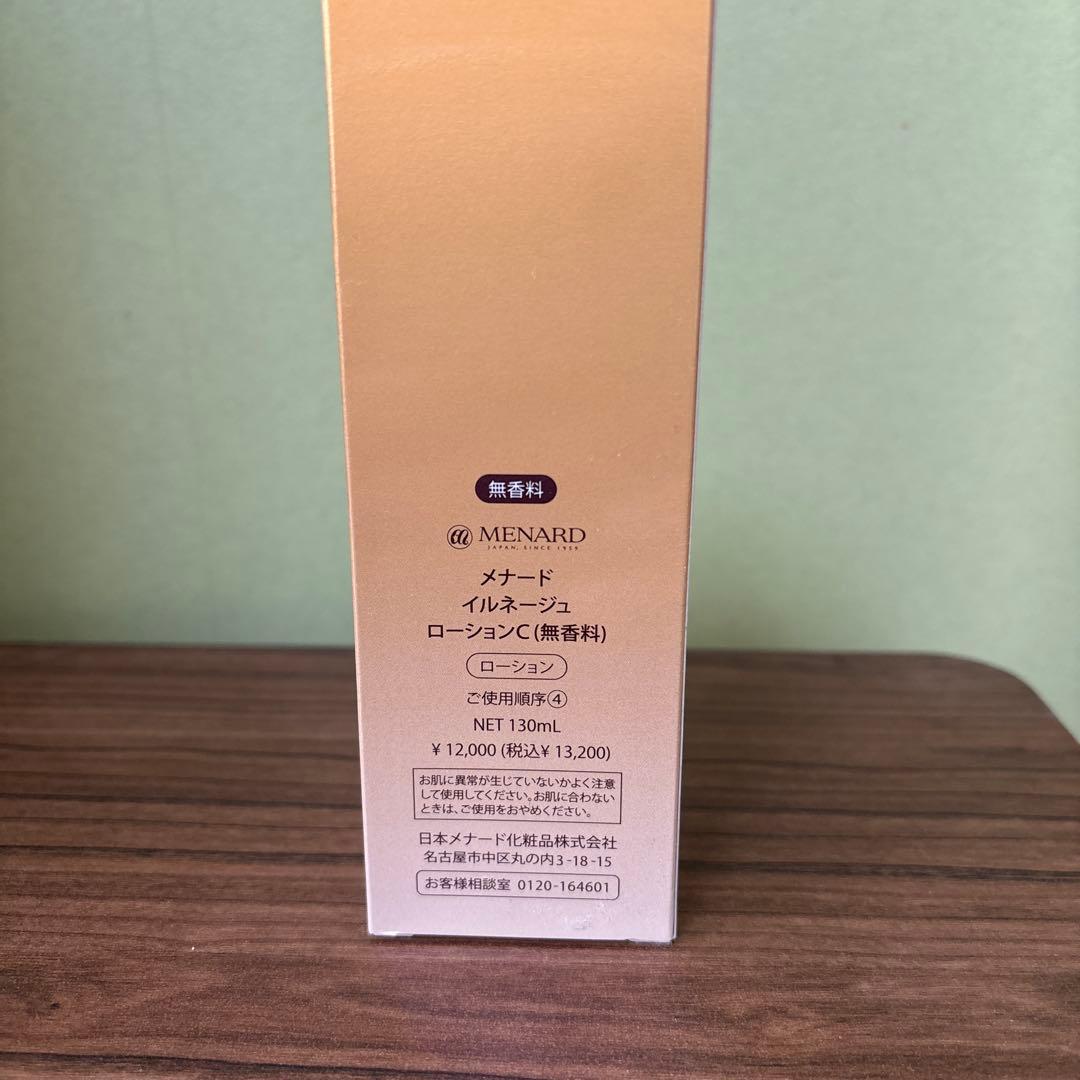 無香料
MENARD
JAPAN, SINCE 1959
メナード
イルネージュ
ローションC(無香料)
ローション
ご使用順序④
NET 130mL
¥12,000(税込¥13,200)
お肌に異常が生じていないかよく注意
して使用してください。お肌に合わない
ときは、ご使用をおやめください。
日本メナード化粧品株式会社
名古屋市中区丸の内3-18-15
お客様相談室 0120-164601